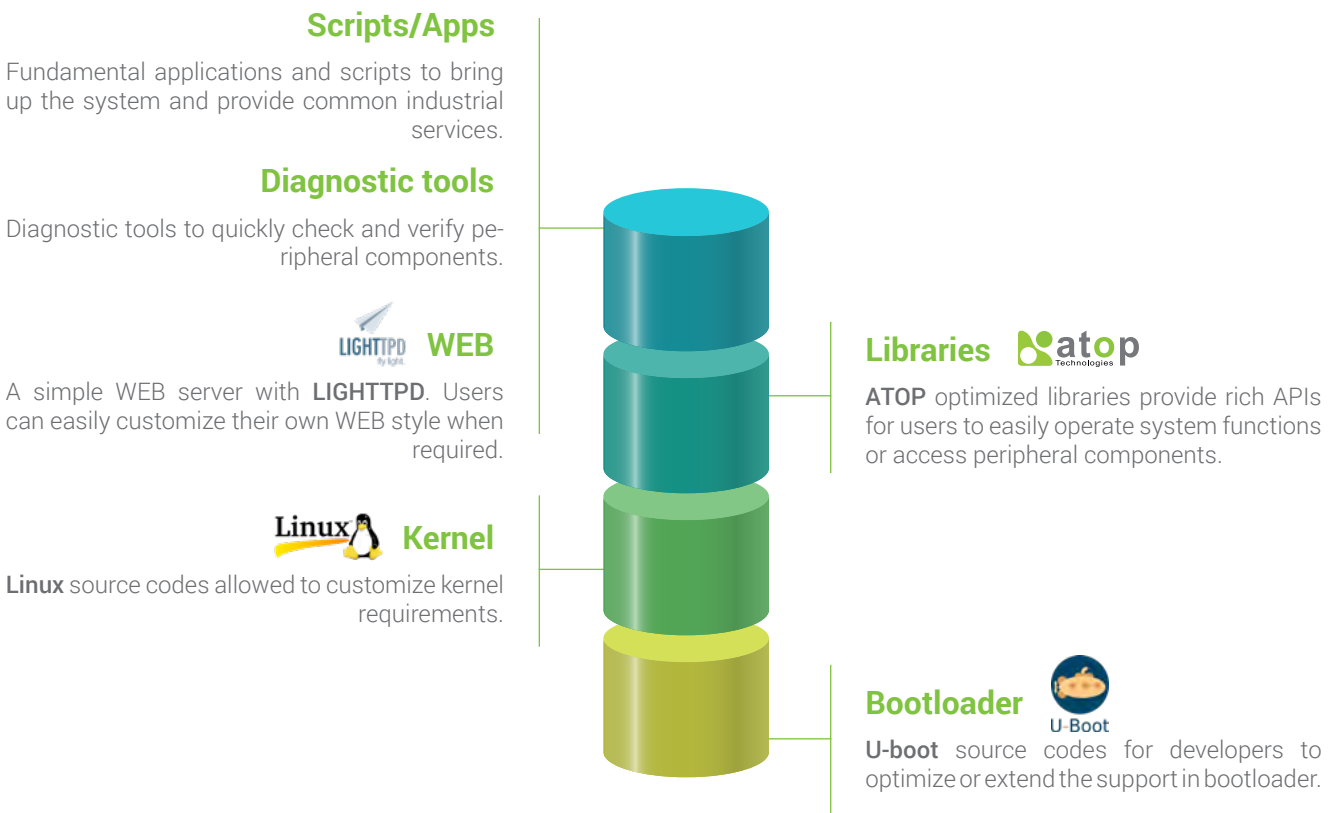 Scripts/Apps
Fundamental applications and scripts to bring
up the system and provide common industrial
services.
Diagnostic tools
Diagnostic tools to quickly check and verify pe-
ripheral components.
LIGHTTPD
fly light.
WEB
A simple WEB server with LIGHTTPD. Users
can easily customize their own WEB style when
required.
Linux
Kernel
Linux source codes allowed to customize kernel
requirements.
Libraries
atop
Technologies
ATOP optimized libraries provide rich APIs
for users to easily operate system functions
or access peripheral components.
Bootloader
U-Boot
U-boot source codes for developers to
optimize or extend the support in bootloader.